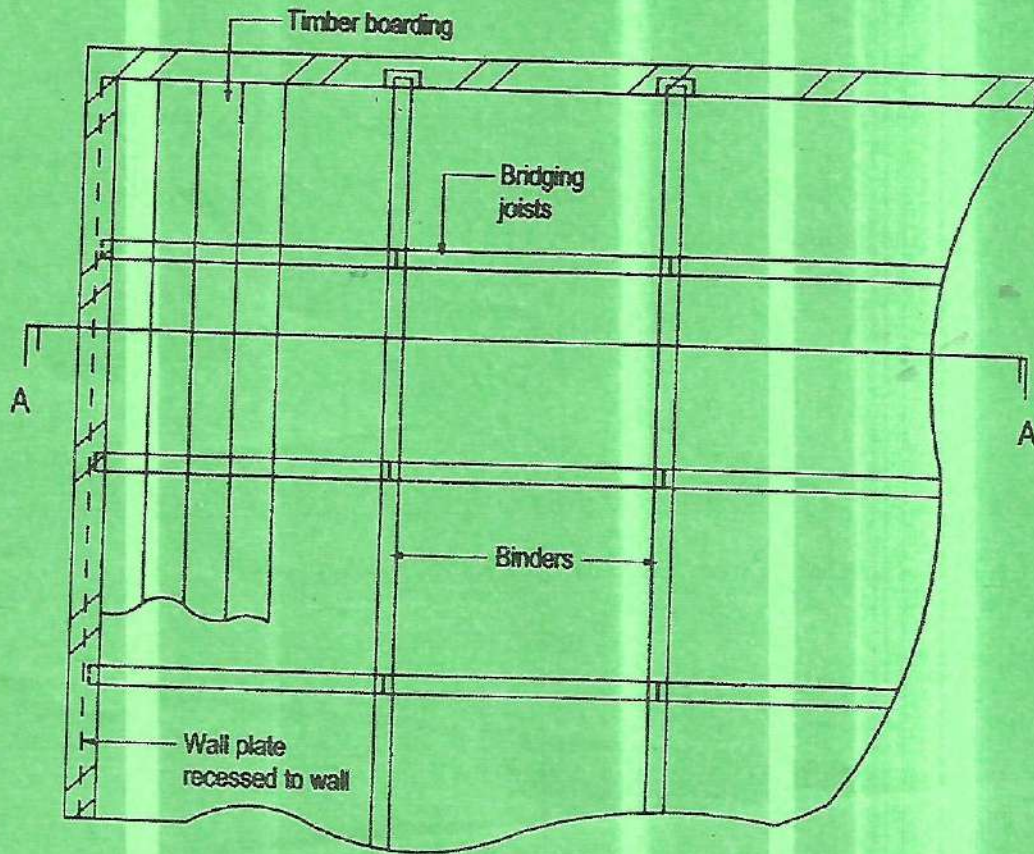 Timber boarding
Bridging
joists
A
A
Binders
Wall plate
recessed to wall